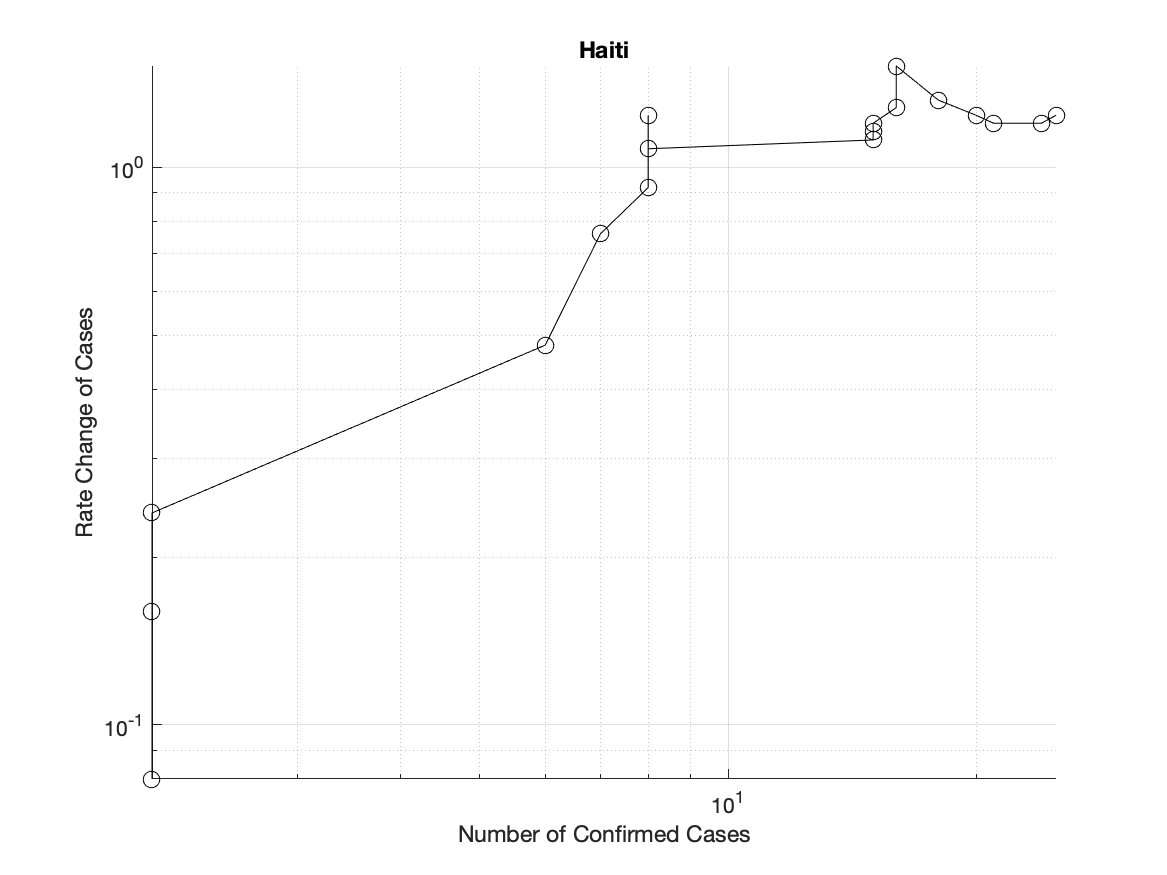 Haiti
10^0
Rate Change of Cases
10^-1
10^1
Number of Confirmed Cases